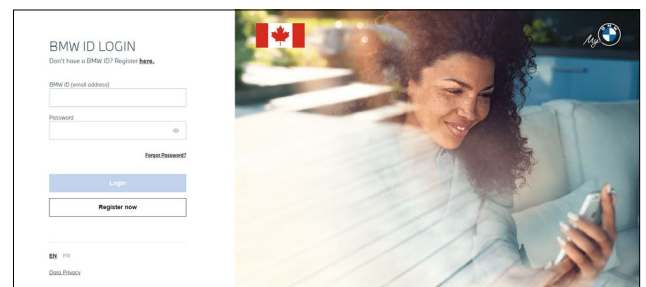 BMW ID LOGIN
Don't have a BMW ID? Register here.
BMW ID (email address)
Password
Forgot Password?
Login
Register now
EN FR
Data Privacy
My
BMW